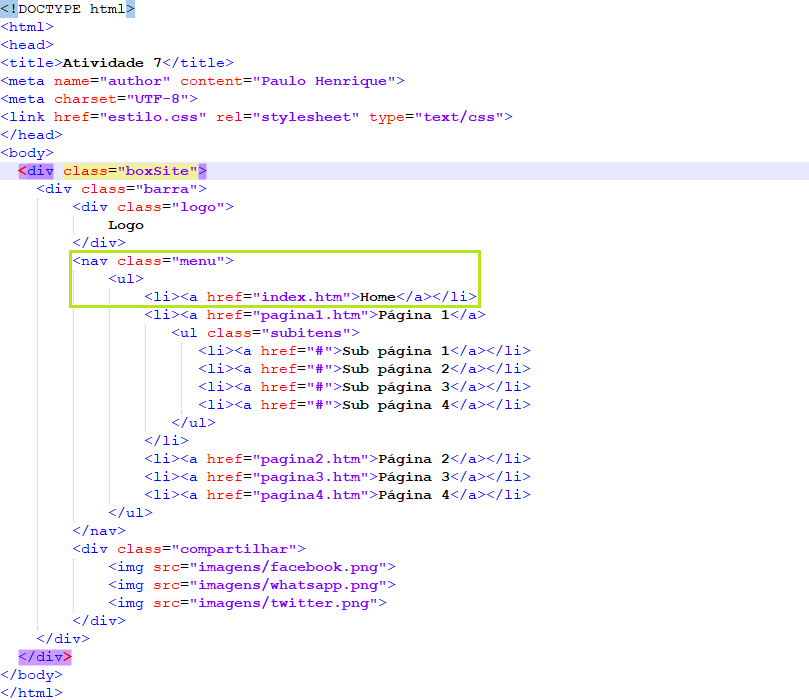 <!DOCTYPE html>
<html>
<head>
<title>Atividade 7</title>
<meta name="author" content="Paulo Henrique">
<meta charset="UTF-8">
<link href="estilo.css" rel="stylesheet" type="text/css">
</head>
<body>
<div class="boxSite">
<div class="barra">
<div class="logo">
Logo
</div>
<nav class="menu">
<ul>
<li><a href="index.htm">Home</a></li>
<li><a href="pagina1.htm">Página 1</a>
<ul class="subitens">
<li><a href="#">Sub página 1</a></li>
<li><a href="#">Sub página 2</a></li>
<li><a href="#">Sub página 3</a></li>
<li><a href="#">Sub página 4</a></li>
</ul>
</li>
<li><a href="pagina2.htm">Página 2</a></li>
<li><a href="pagina3.htm">Página 3</a></li>
<li><a href="pagina4.htm">Página 4</a></li>
</ul>
</nav>
<div class="compartilhar">
<img src="imagens/facebook.png">
<img src="imagens/whatsapp.png">
<img src="imagens/twitter.png">
</div>
</div>
</div>
</body>
</html>